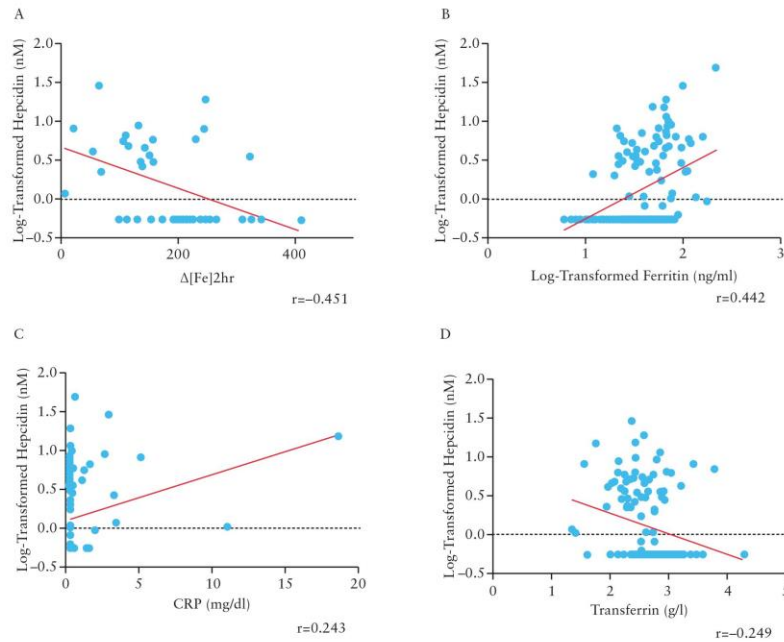 A
Log-Transformed Hepcidin (nM)
2.0
1.5
1.0
0.5
0.0
−0.5
0
200
400
Δ[Fe]2hr
r=−0.451
B
Log-Transformed Hepcidin (nM)
2.0
1.5
1.0
0.5
0.0
−0.5
0
1
2
3
Log-Transformed Ferritin (ng/ml)
r=0.442
C
Log-Transformed Hepcidin (nM)
2.0
1.5
1.0
0.5
0.0
−0.5
0
5
10
15
20
CRP (mg/dl)
r=0.243
D
Log-Transformed Hepcidin (nM)
2.0
1.5
1.0
0.5
0.0
−0.5
0
1
2
3
4
5
Transferrin (g/l)
r=−0.249